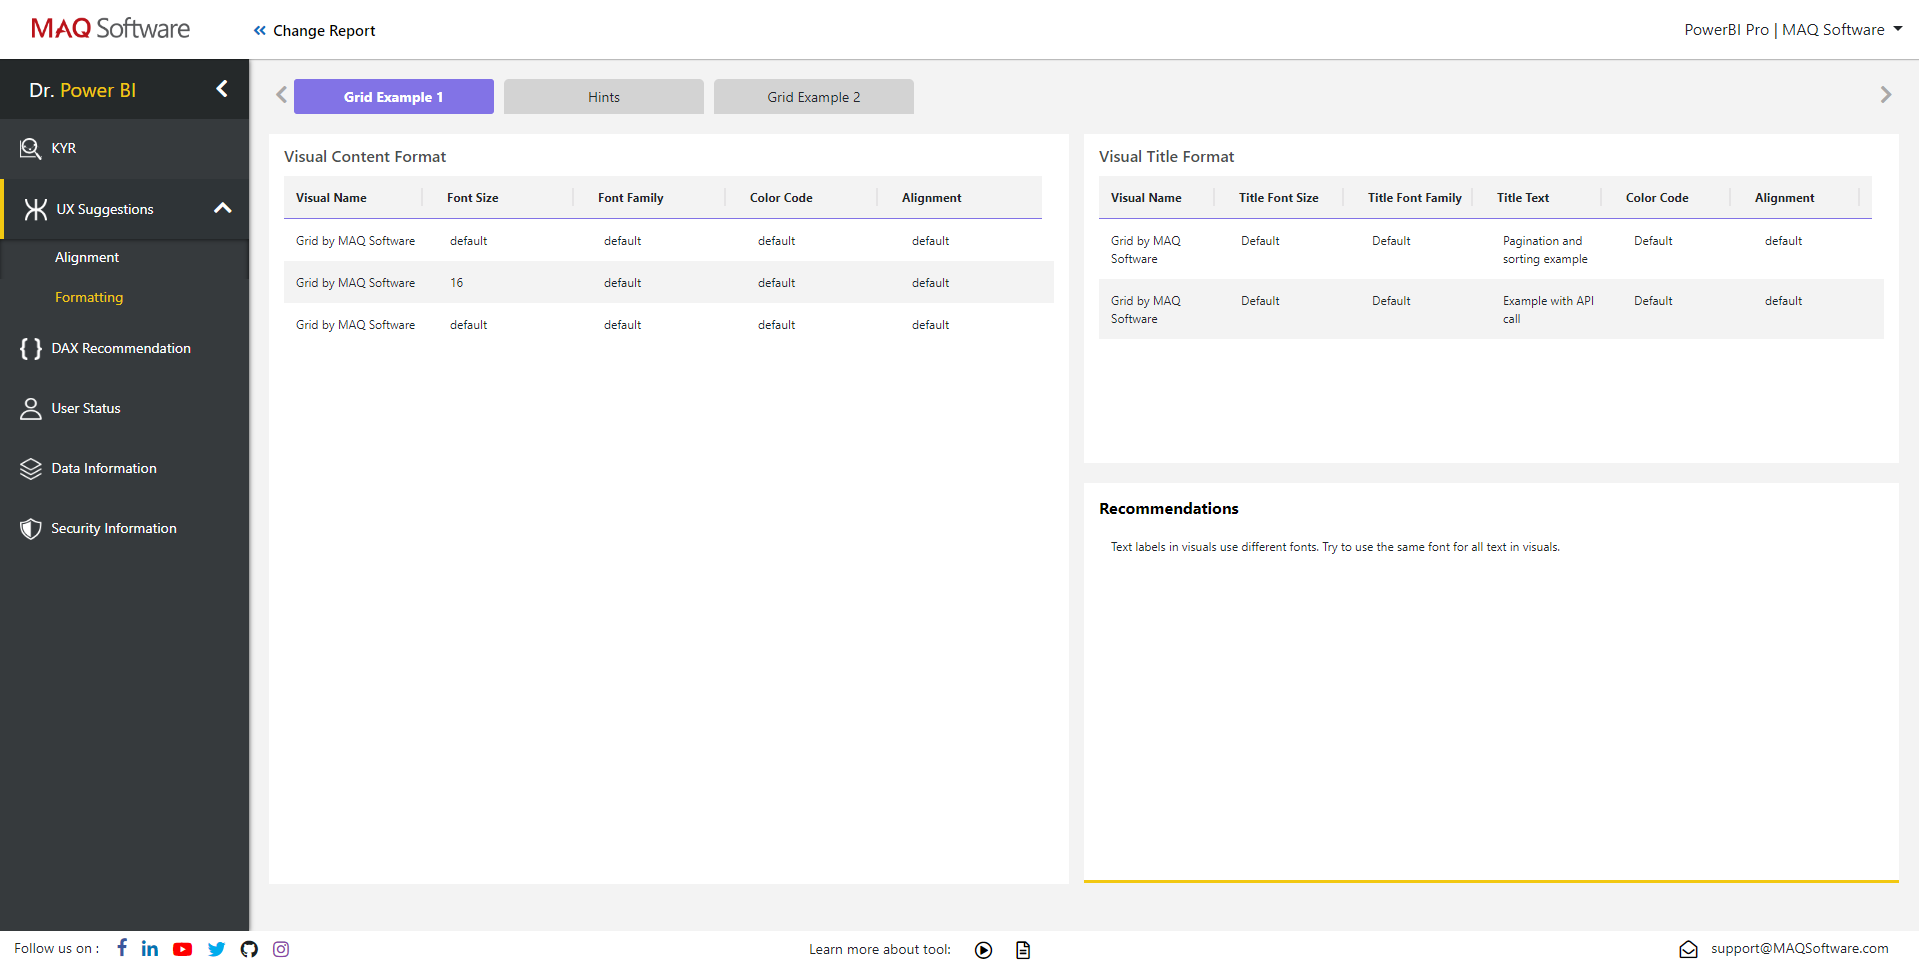 MAQ Software
Change Report
PowerBI Pro | MAQ Software
Dr. Power BI
KYR
UX Suggestions
Alignment
Formatting
DAX Recommendation
User Status
Data Information
Security Information
Grid Example 1
Hints
Grid Example 2
Visual Content Format
Visual Name Font Size Font Family Color Code Alignment
Grid by MAQ Software default default default default
Grid by MAQ Software 16 default default default
Grid by MAQ Software default default default default
Visual Title Format
Visual Name Title Font Size Title Font Family Title Text Color Code Alignment
Grid by MAQ Default Default Pagination and Default default
Software sorting example
Grid by MAQ Default Default Example with API Default default
Software call
Recommendations
Text labels in visuals use different fonts. Try to use the same font for all text in visuals.
Follow us on :
Learn more about tool:
support@MAQSoftware.com